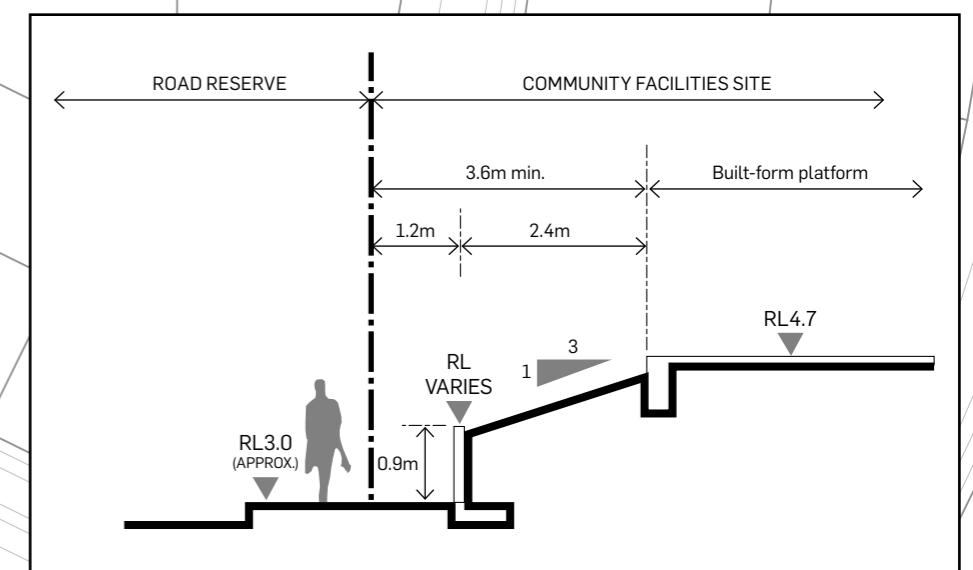 ROAD RESERVE
COMMUNITY FACILITIES SITE
3.6m min.
Built-form platform
1.2m
2.4m
RL4.7
3
1
RL
VARIES
RL3.0
(APPROX.)
0.9m